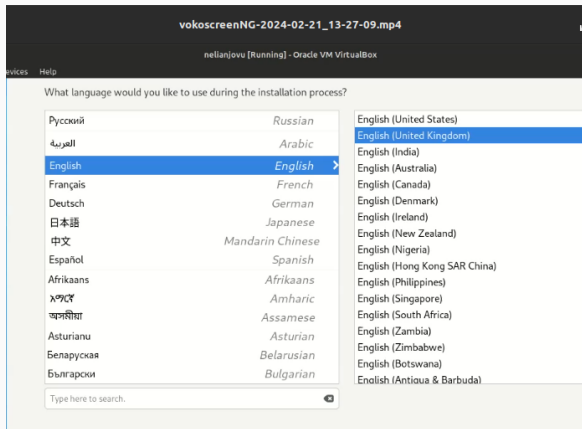 vokoscreenNG-2024-02-21_13-27-09.mp4
nelianjovu [Running] - Oracle VM VirtualBox
evices Help
What language would you like to use during the installation process?
Русский Russian
العربية Arabic
English English
Français French
Deutsch German
日本語 Japanese
中文 Mandarin Chinese
Español Spanish
Afrikaans Afrikaans
አማርኛ Amharic
অসমীয়া Assamese
Asturianu Asturian
Беларуская Belarusian
Български Bulgarian
Type here to search.
English (United States)
English (United Kingdom)
English (India)
English (Australia)
English (Canada)
English (Denmark)
English (Ireland)
English (New Zealand)
English (Nigeria)
English (Hong Kong SAR China)
English (Philippines)
English (Singapore)
English (South Africa)
English (Zambia)
English (Zimbabwe)
English (Botswana)
English (Antigua & Barbuda)